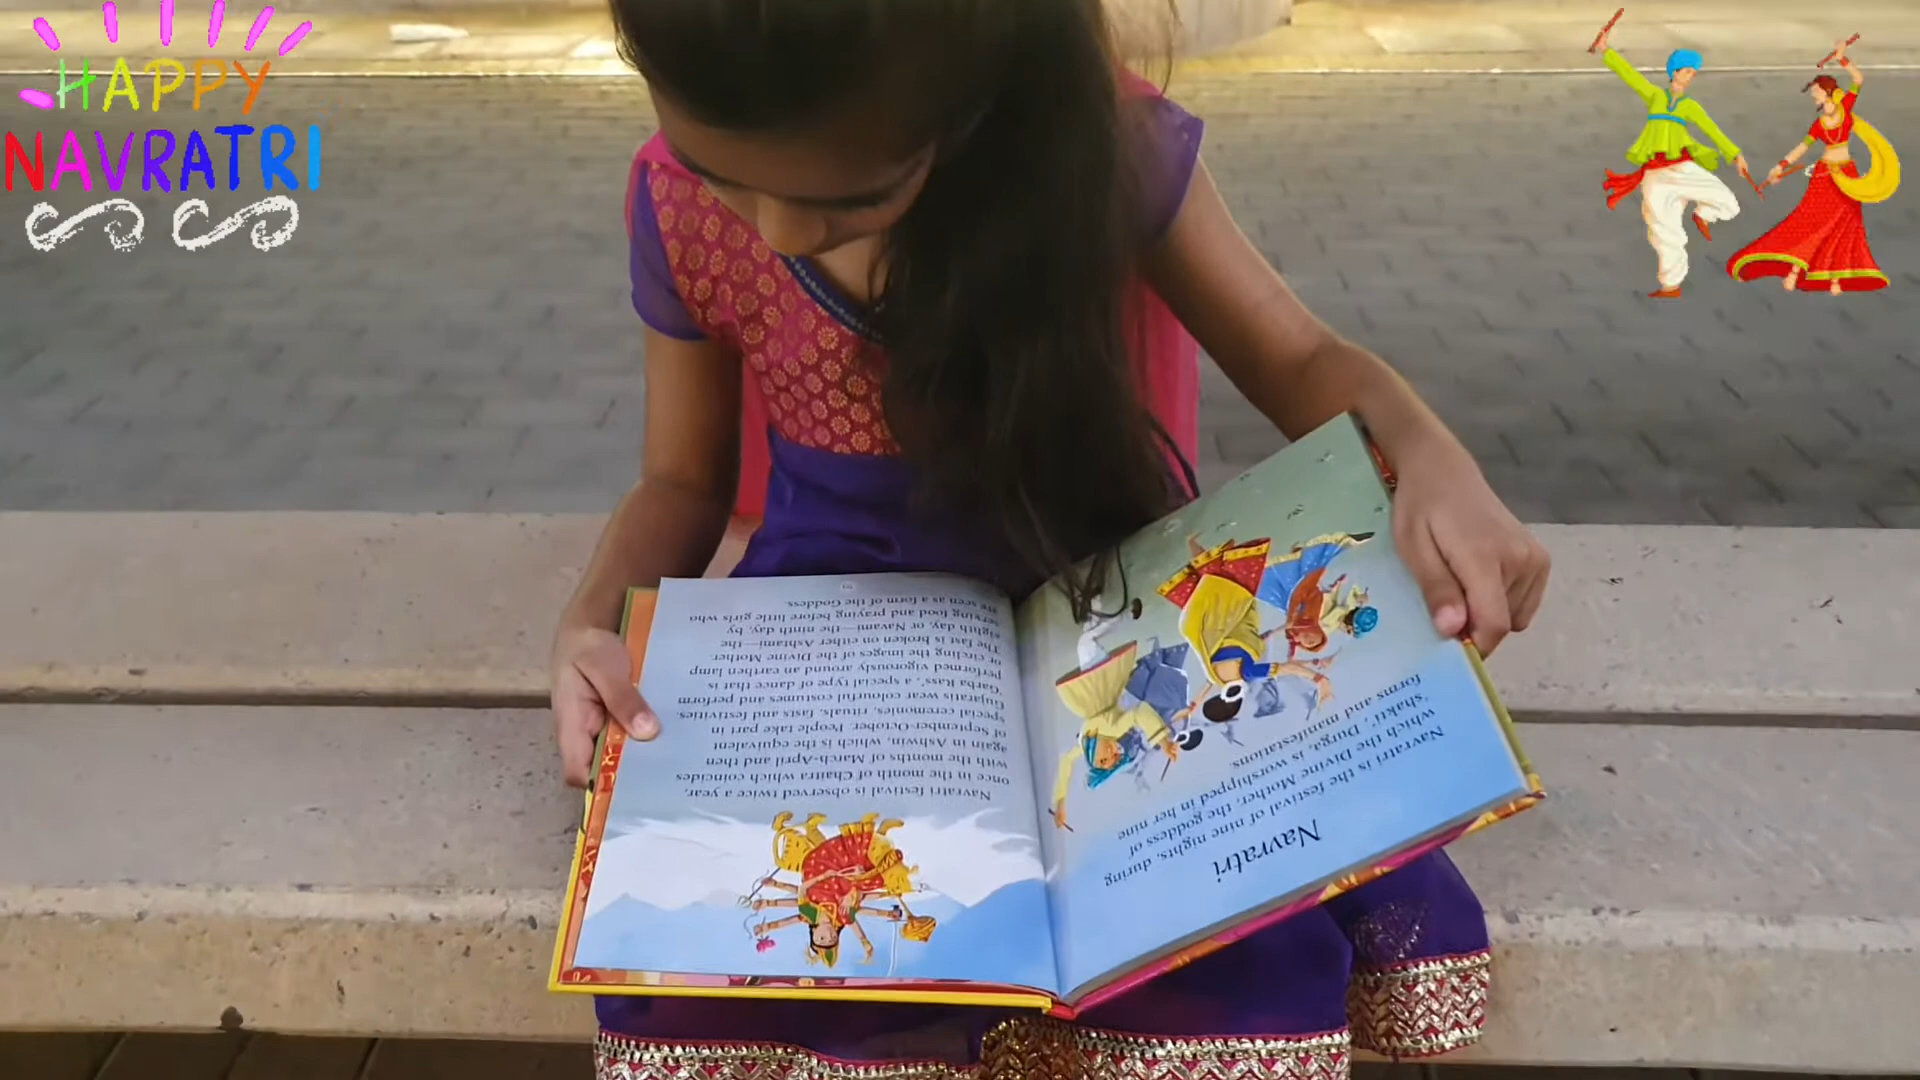 HAPPY
NAVRATRI
Navratri
Navratri is the festival of nine nights, during
which the Divine Mother, the goddess of
'shakti', Durga, is worshipped in her nine
forms and manifestations.
Navratri festival is observed twice a year,
once in the month of Chaitra which coincides
with the months of March-April and then
again in Ashwin, which is the equivalent
of september-October. People take part in
special ceremonies, rituals, fasts and festivities.
Gujratis wear colourful costumes and perform
'Garba Rass', a special type of dance that is
performed vigorously around an earthen lamp
or circling the images of the Divine Mother.
The fast is broken on either on Ashtami—the
eighth day, or Navami—the ninth day, by
serving food and praying before little girls who
are seen as a form of the Goddess.